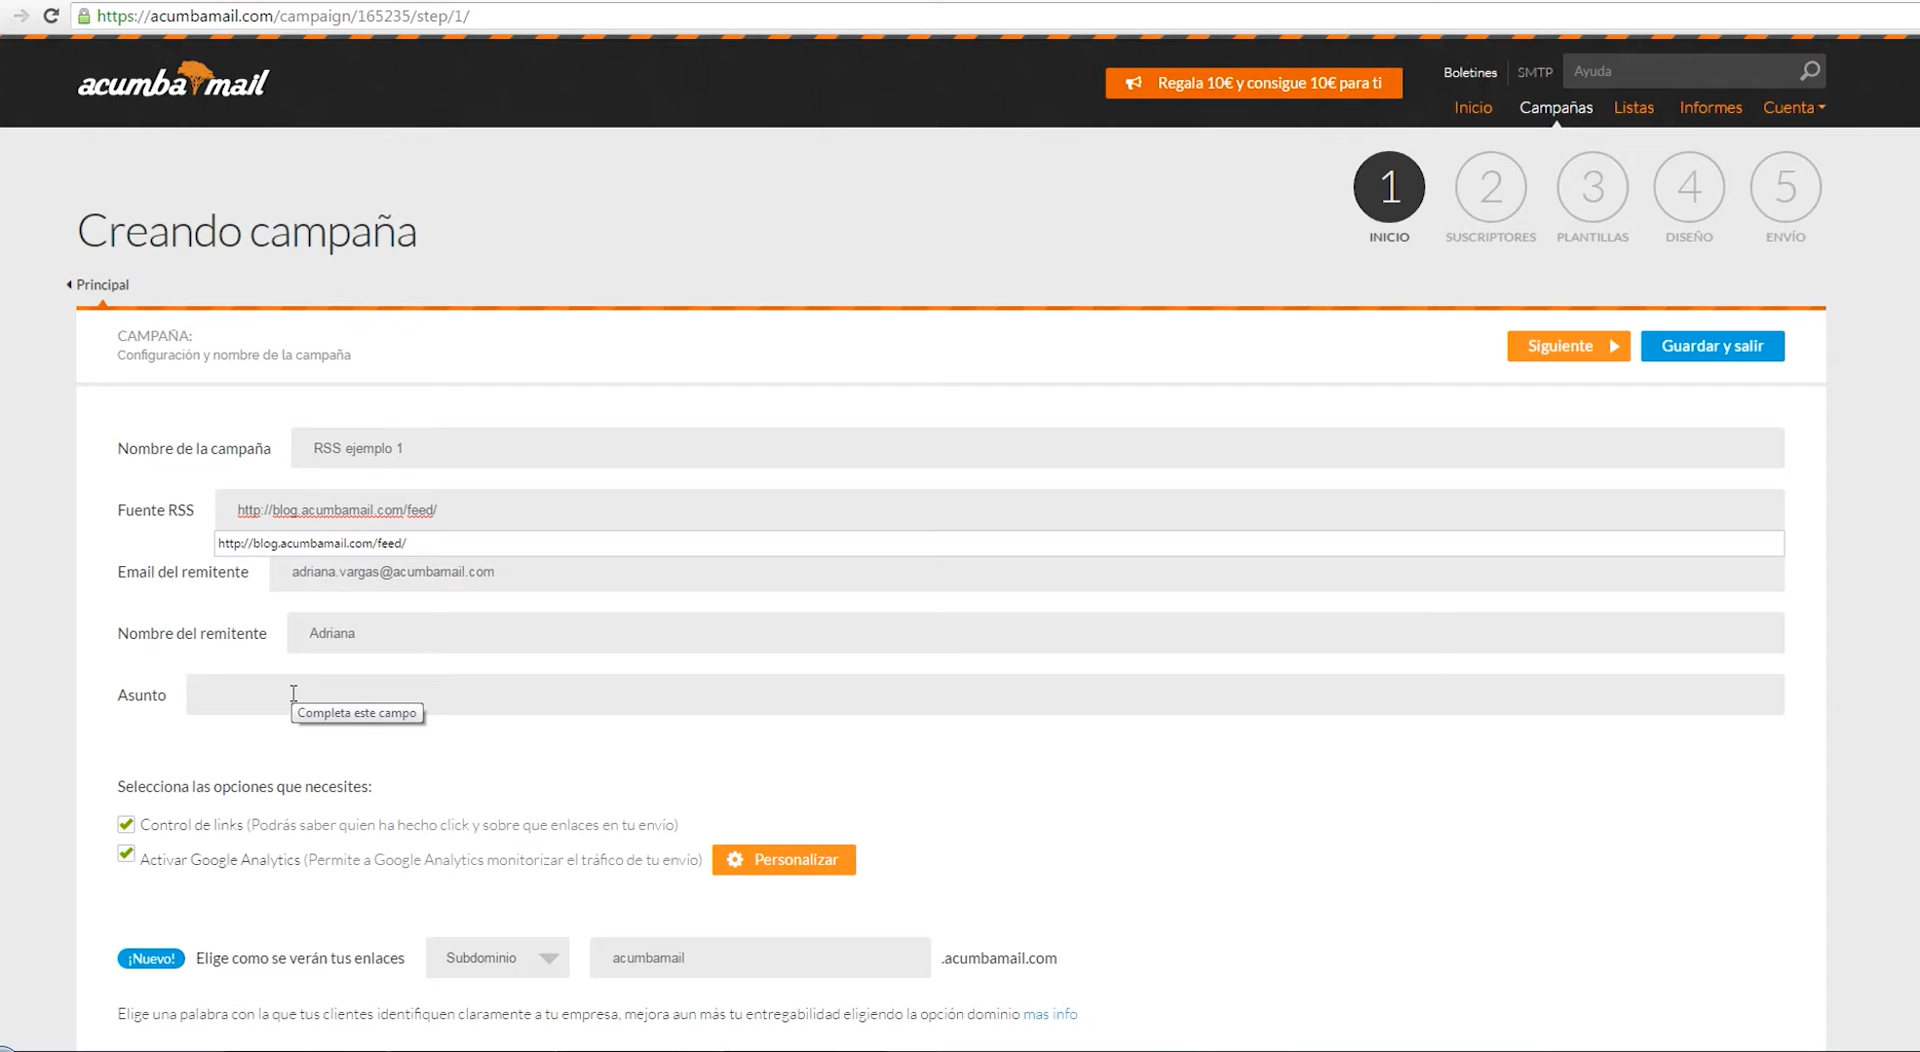 https://acumbamail.com/campaign/165235/step/1/
acumbamail
Regala 10€ y consigue 10€ para ti
Boletines
SMTP
Ayuda
Inicio
Campañas
Listas
Informes
Cuenta
1
2
3
4
5
INICIO
SUSCRIPTORES
PLANTILLAS
DISEÑO
ENVÍO
Creando campaña
Principal
CAMPAÑA:
Configuración y nombre de la campaña
Siguiente
Guardar y salir
Nombre de la campaña
RSS ejemplo 1
Fuente RSS
http://blog.acumbamail.com/feed/
http://blog.acumbamail.com/feed/
Email del remitente
adriana.vargas@acumbamail.com
Nombre del remitente
Adriana
Asunto
Completa este campo
Selecciona las opciones que necesites:
Control de links (Podrás saber quien ha hecho click y sobre que enlaces en tu envío)
Activar Google Analytics (Permite a Google Analytics monitorizar el tráfico de tu envio)
Personalizar
¡Nuevo!
Elige como se verán tus enlaces
Subdominio
acumbamail
.acumbamail.com
Elige una palabra con la que tus clientes identifiquen claramente a tu empresa, mejora aun más tu entregabilidad eligiendo la opción dominio mas info